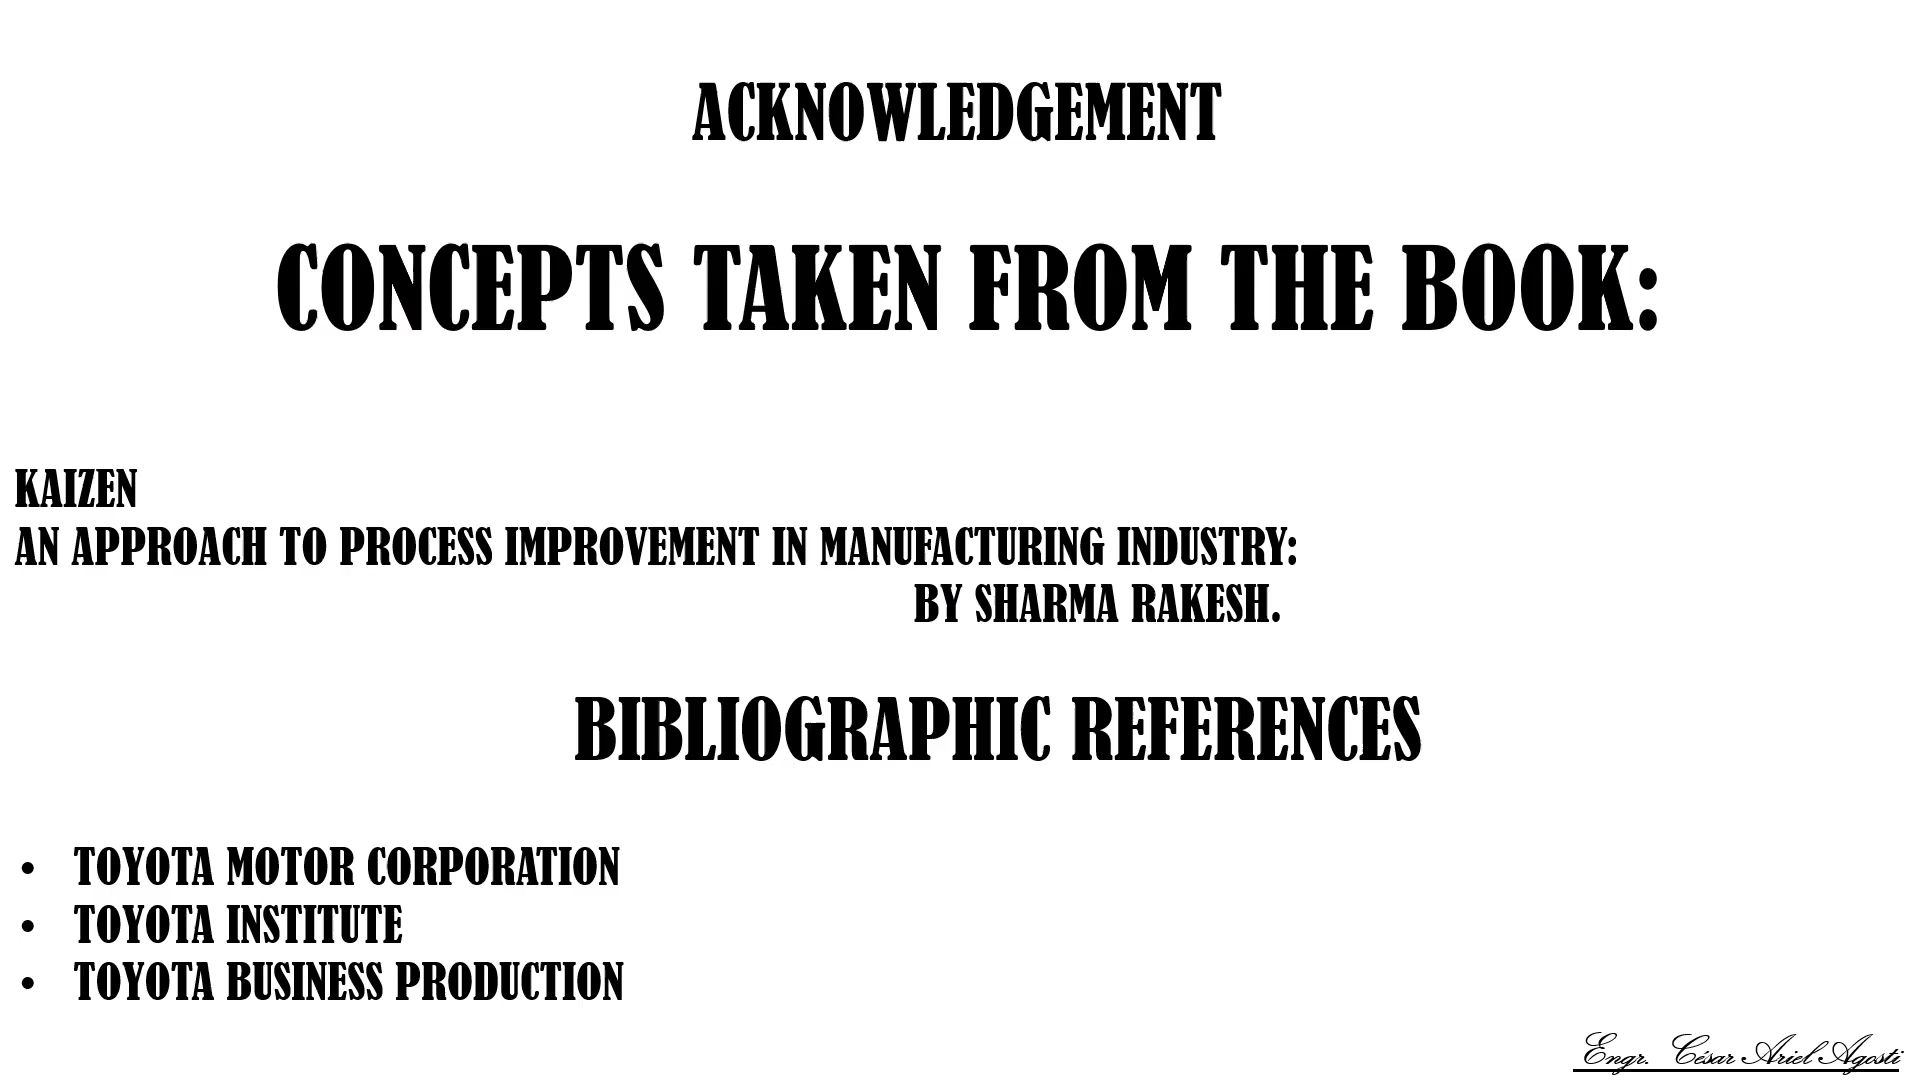 ACKNOWLEDGEMENT
CONCEPTS TAKEN FROM THE BOOK:
KAIZEN
AN APPROACH TO PROCESS IMPROVEMENT IN MANUFACTURING INDUSTRY:
BY SHARMA RAKESH.
BIBLIOGRAPHIC REFERENCES
• TOYOTA MOTOR CORPORATION
• TOYOTA INSTITUTE
• TOYOTA BUSINESS PRODUCTION
Engr. César Ariel Agosti